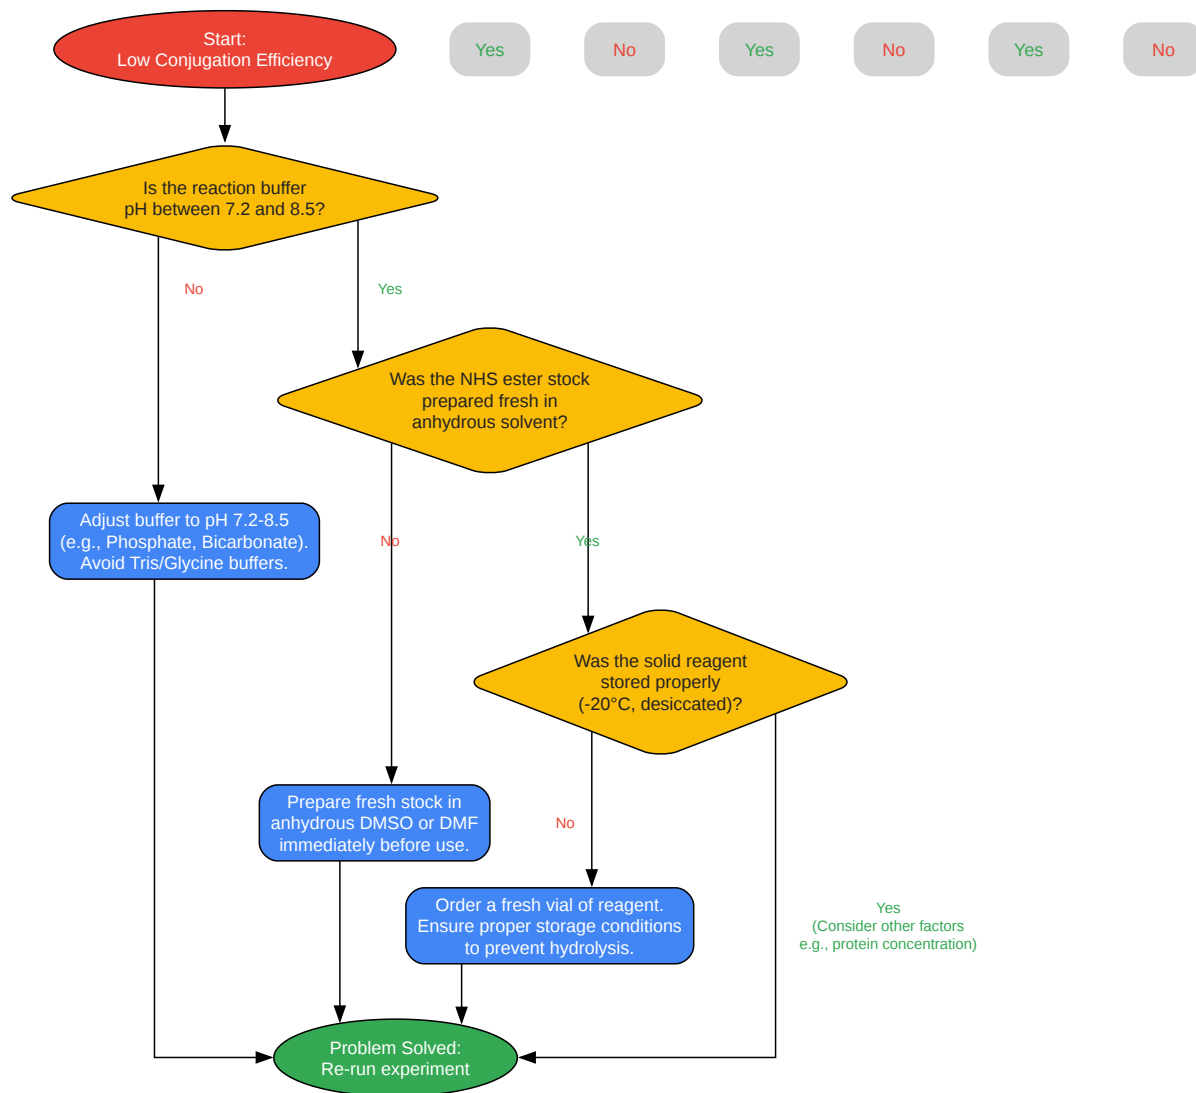 Start:
Low Conjugation Efficiency
Yes
No
Yes
No
Yes
No
Is the reaction buffer
pH between 7.2 and 8.5?
No
Yes
Was the NHS ester stock
prepared fresh in
anhydrous solvent?
Adjust buffer to pH 7.2-8.5
(e.g., Phosphate, Bicarbonate).
Avoid Tris/Glycine buffers.
No
Yes
Was the solid reagent
stored properly
(-20°C, desiccated)?
Prepare fresh stock in
anhydrous DMSO or DMF
immediately before use.
No
Order a fresh vial of reagent.
Ensure proper storage conditions
to prevent hydrolysis.
Yes
(Consider other factors
e.g., protein concentration)
Problem Solved:
Re-run experiment